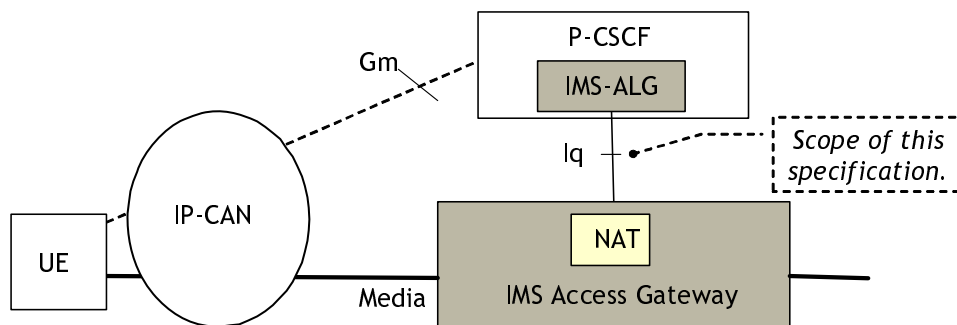 P-CSCF
Gm
IMS-ALG
Iq
Scope of this
specification.
IP-CAN
NAT
UE
Media
IMS Access Gateway